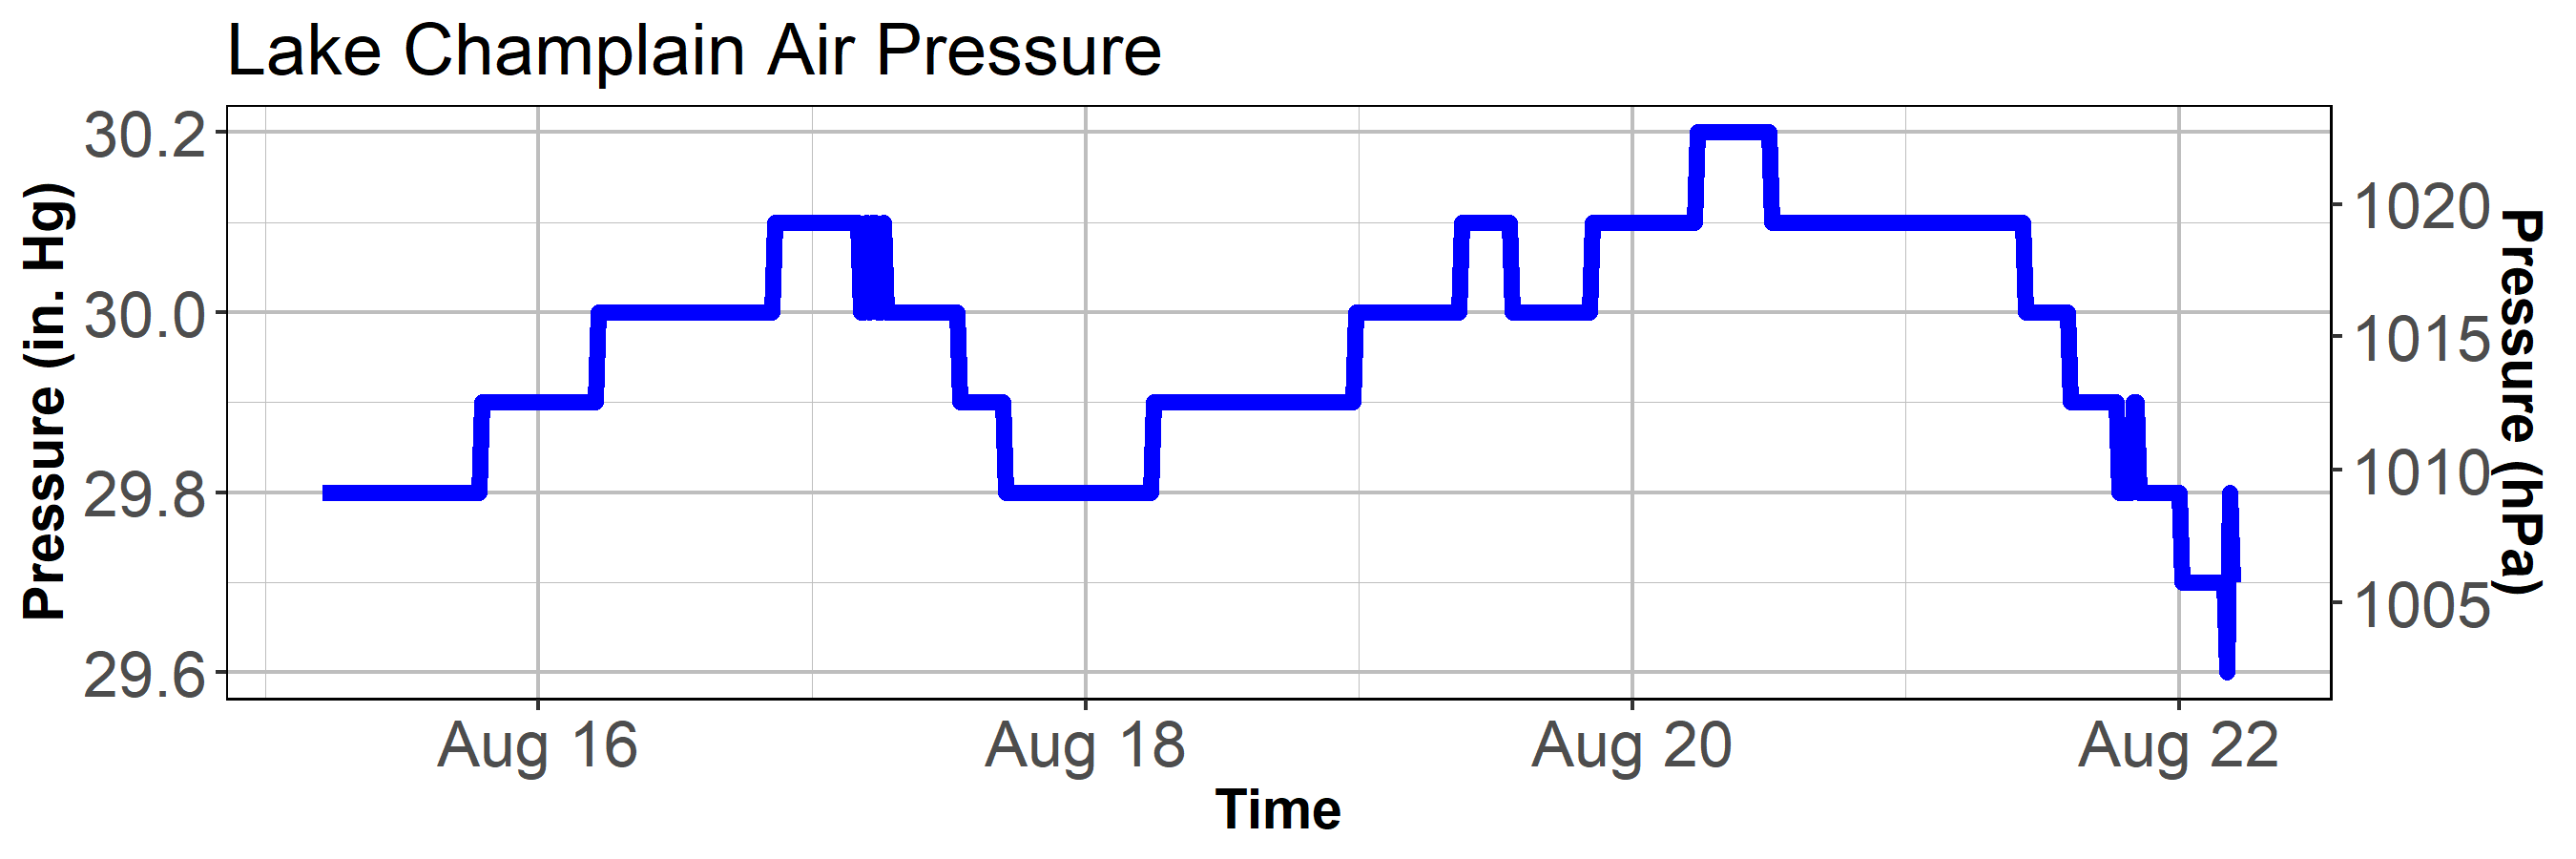 Lake Champlain Air Pressure
30.2
30.0
29.8
29.6
Pressure (in. Hg)
1020
1015
1010
1005
Pressure (hPa)
Aug 16 Aug 18 Aug 20 Aug 22
Time